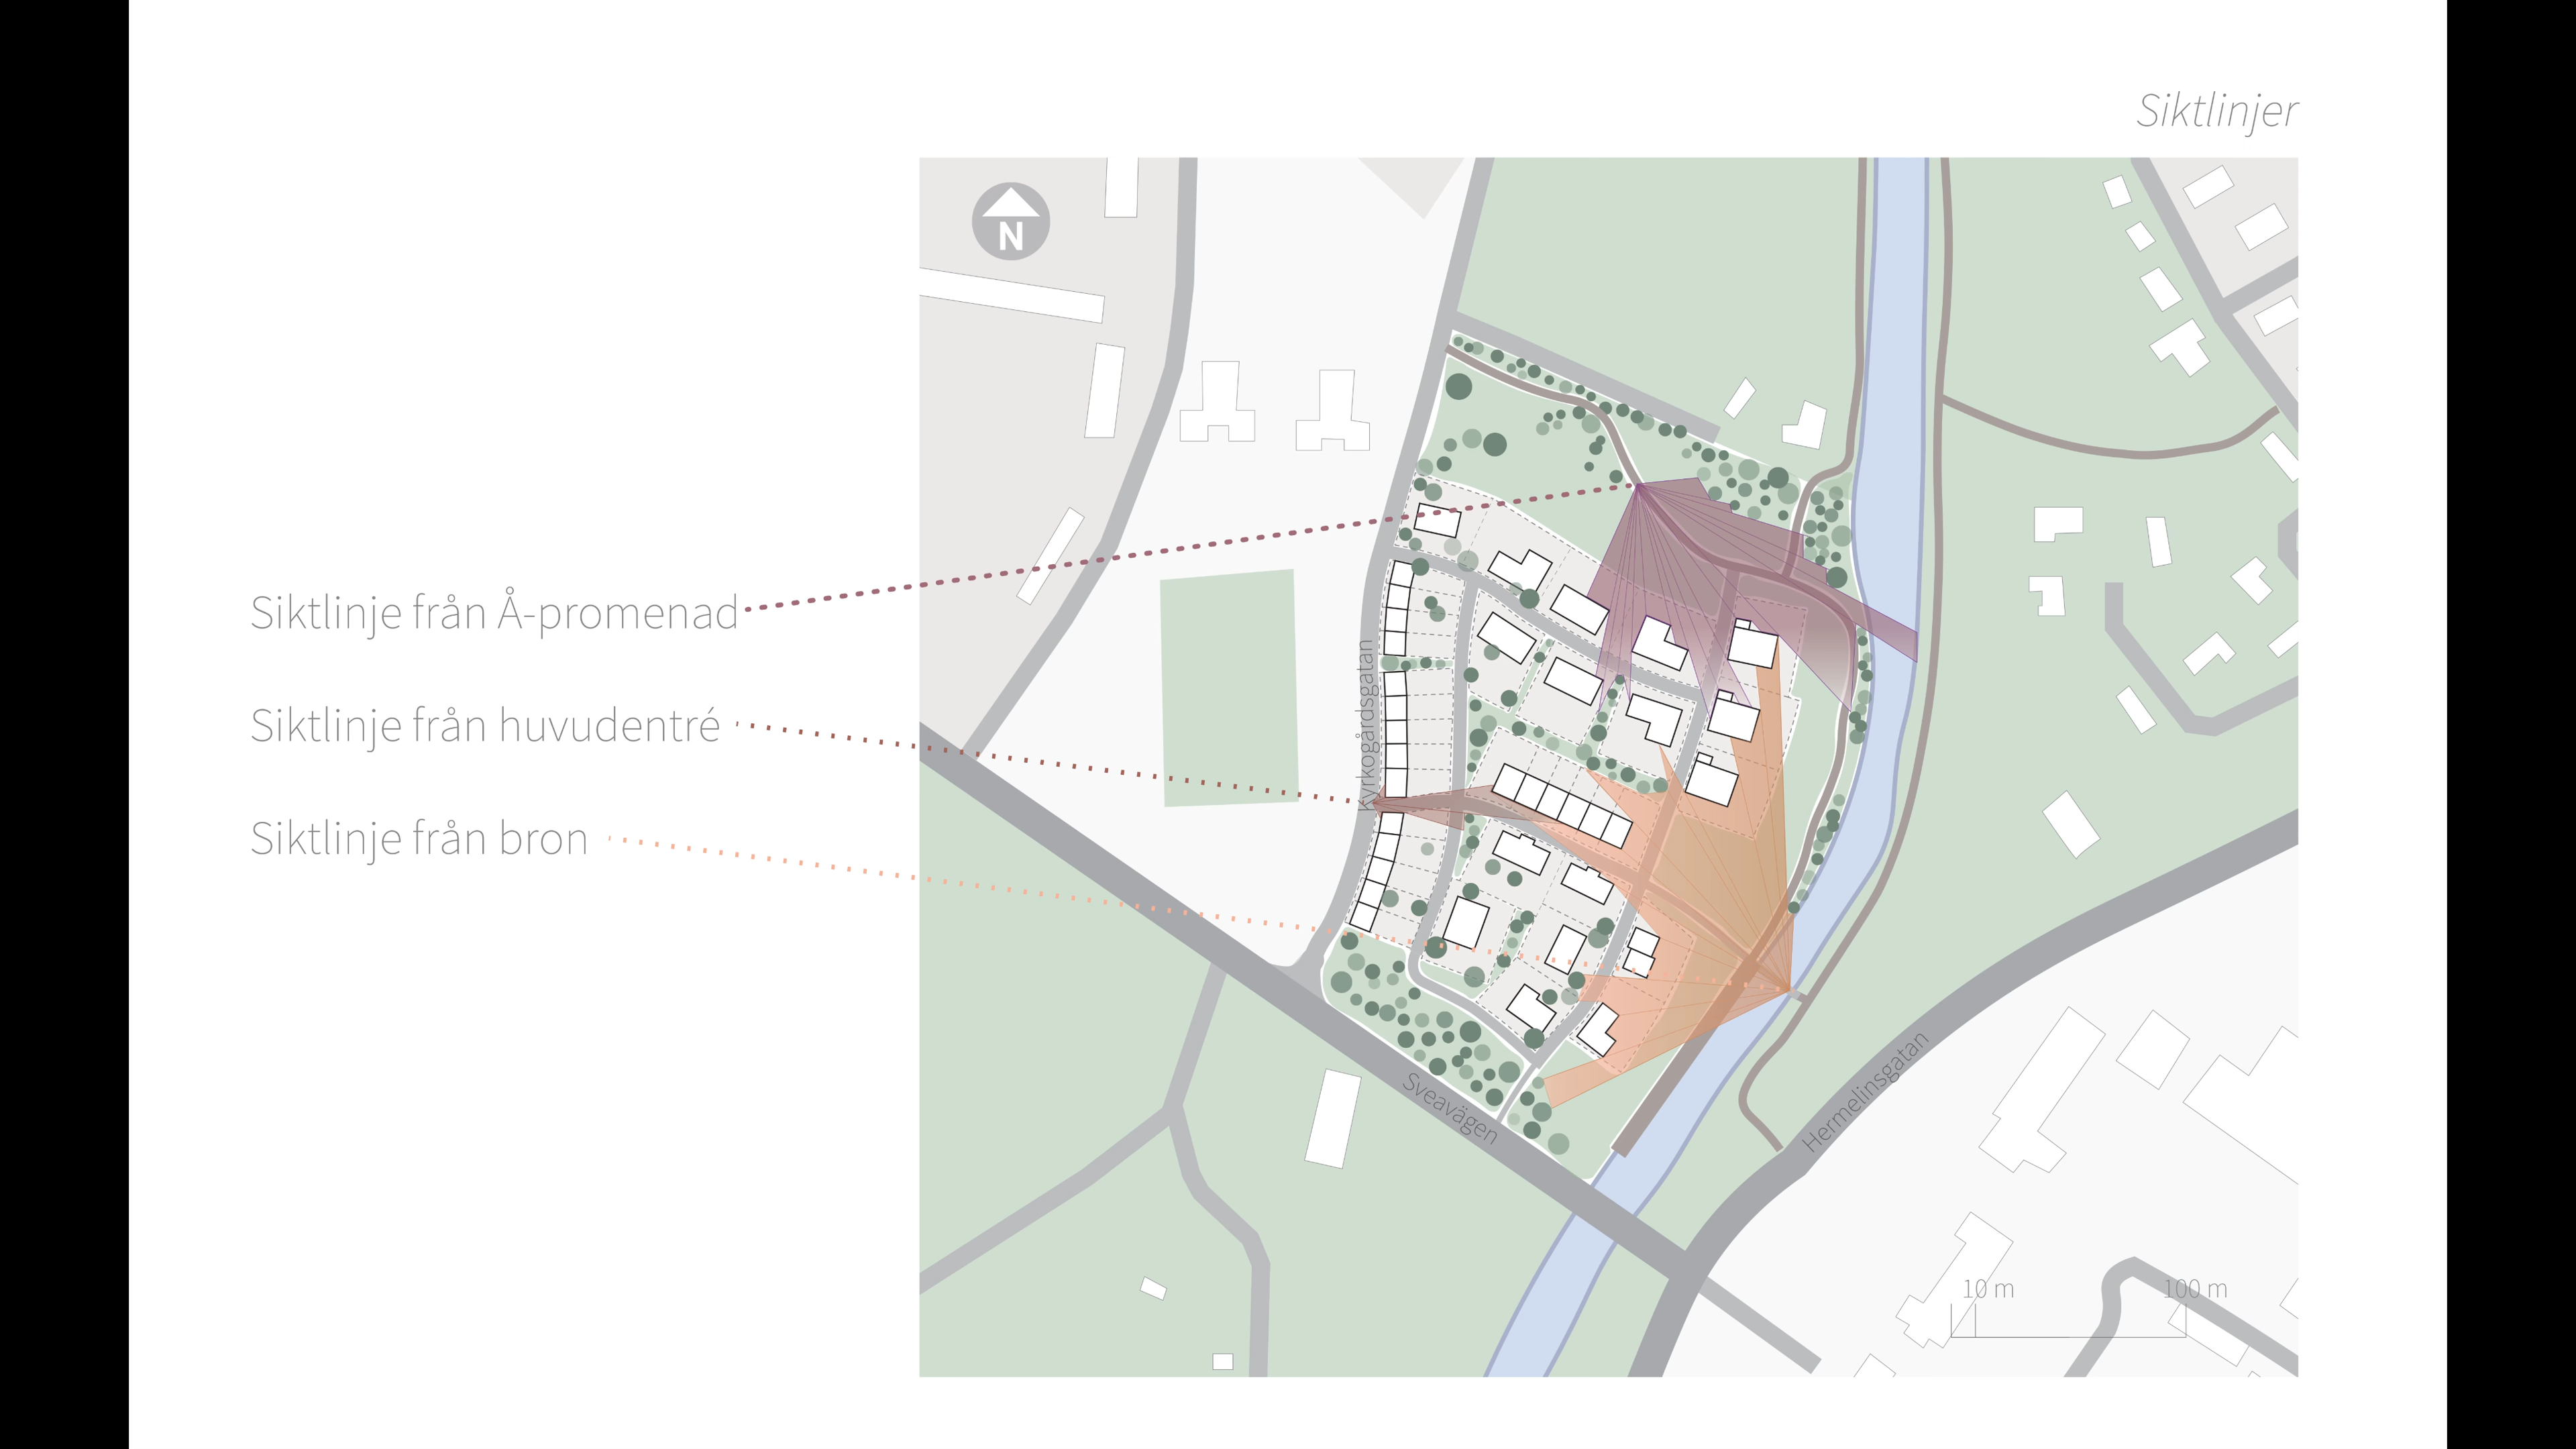 Siktlinjer
N
Siktlinje från Å-promenad
Siktlinje från huvudentré
Siktlinje från bron
Kyrkogårdsgatan
Sveavägen
Hermelinsgatan
10 m
100 m